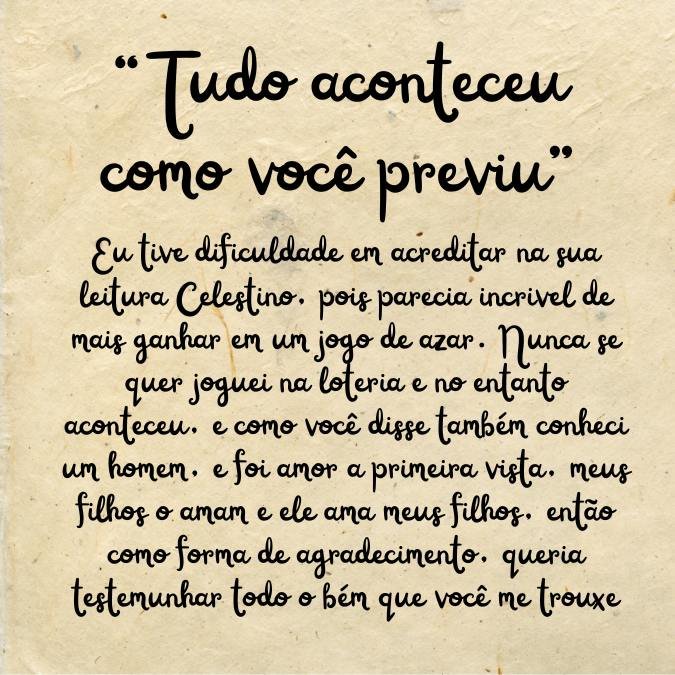 “Tudo aconteceu
como você previu”
Eu tive dificuldade em acreditar na sua
leitura Celestino, pois parecia incrivel de
mais ganhar em um jogo de azar. Nunca se
quer joguei na loteria e no entanto
aconteceu, e como você disse também conheci
um homem, e foi amor a primeira vista, meus
filhos o amam e ele ama meus filhos, então
como forma de agradecimento, queria
testemunhar todo o bém que você me trouxe